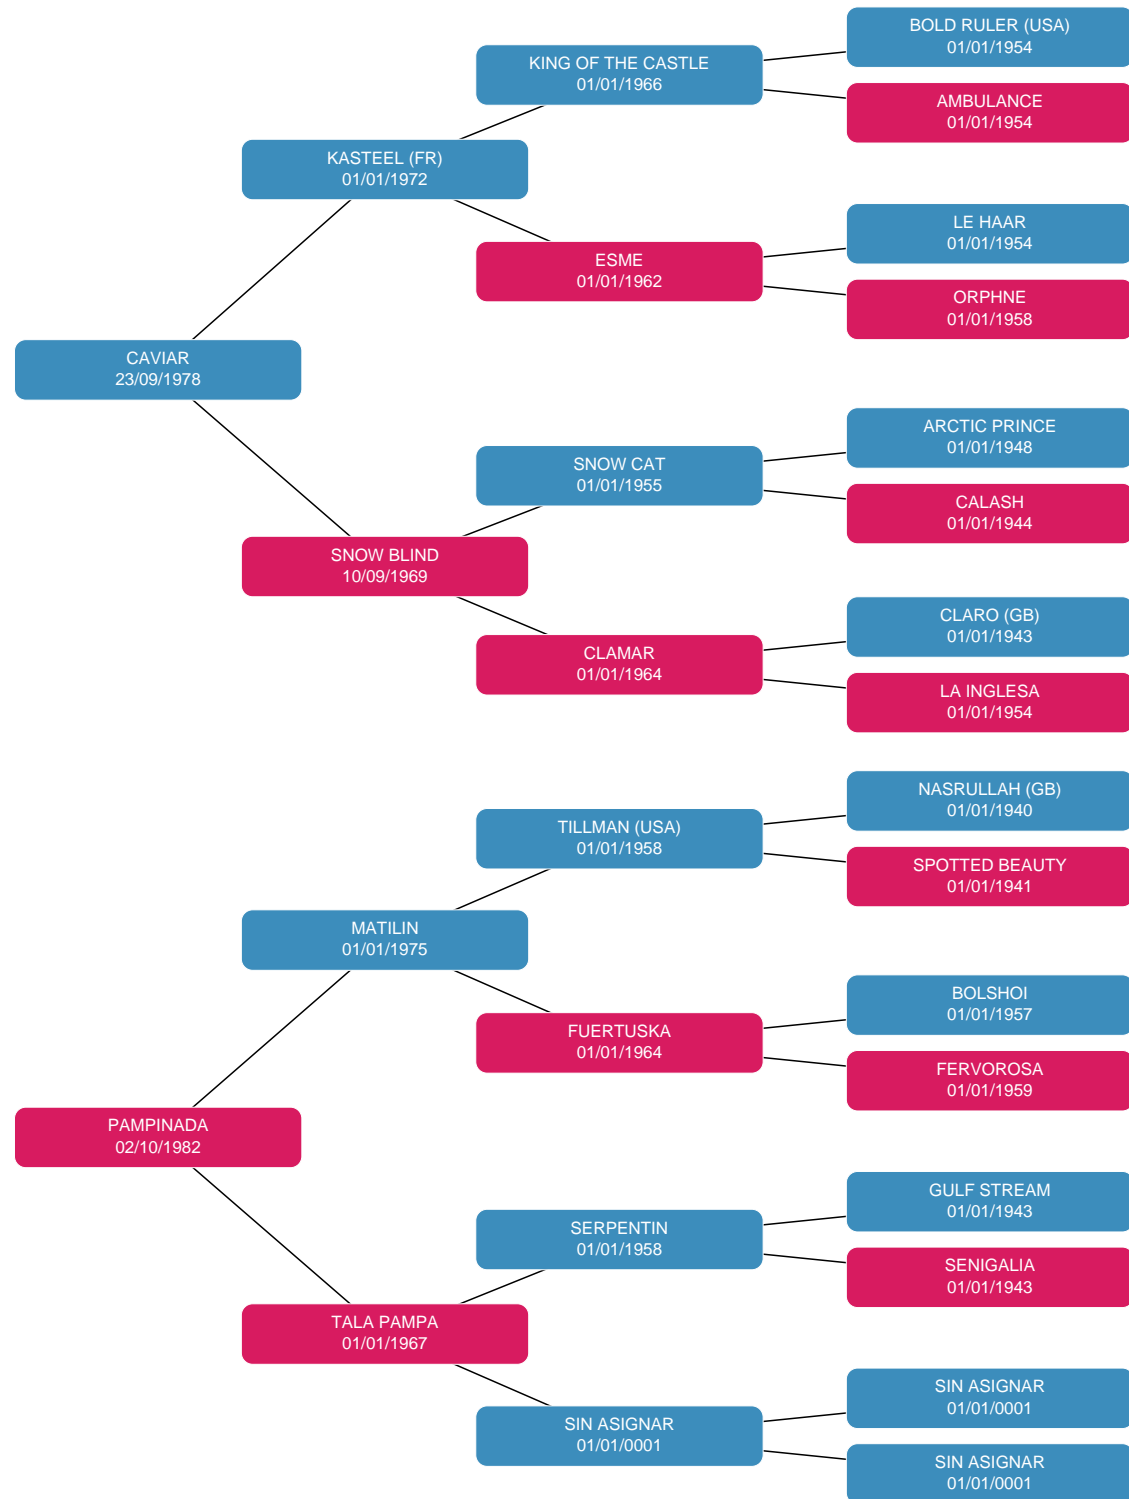 BOLD RULER (USA)
01/01/1954
KING OF THE CASTLE
01/01/1966
AMBULANCE
01/01/1954
KASTEEL (FR)
01/01/1972
LE HAAR
01/01/1954
ESME
01/01/1962
ORPHNE
01/01/1958
CAVIAR
23/09/1978
ARCTIC PRINCE
01/01/1948
SNOW CAT
01/01/1955
CALASH
01/01/1944
SNOW BLIND
10/09/1969
CLARO (GB)
01/01/1943
CLAMAR
01/01/1964
LA INGLESA
01/01/1954
NASRULLAH (GB)
01/01/1940
TILLMAN (USA)
01/01/1958
SPOTTED BEAUTY
01/01/1941
MATILIN
01/01/1975
BOLSHOI
01/01/1957
FUERTUSKA
01/01/1964
FERVOROSA
01/01/1959
PAMPINADA
02/10/1982
GULF STREAM
01/01/1943
SERPENTIN
01/01/1958
SENIGALIA
01/01/1943
TALA PAMPA
01/01/1967
SIN ASIGNAR
01/01/0001
SIN ASIGNAR
01/01/0001
SIN ASIGNAR
01/01/0001